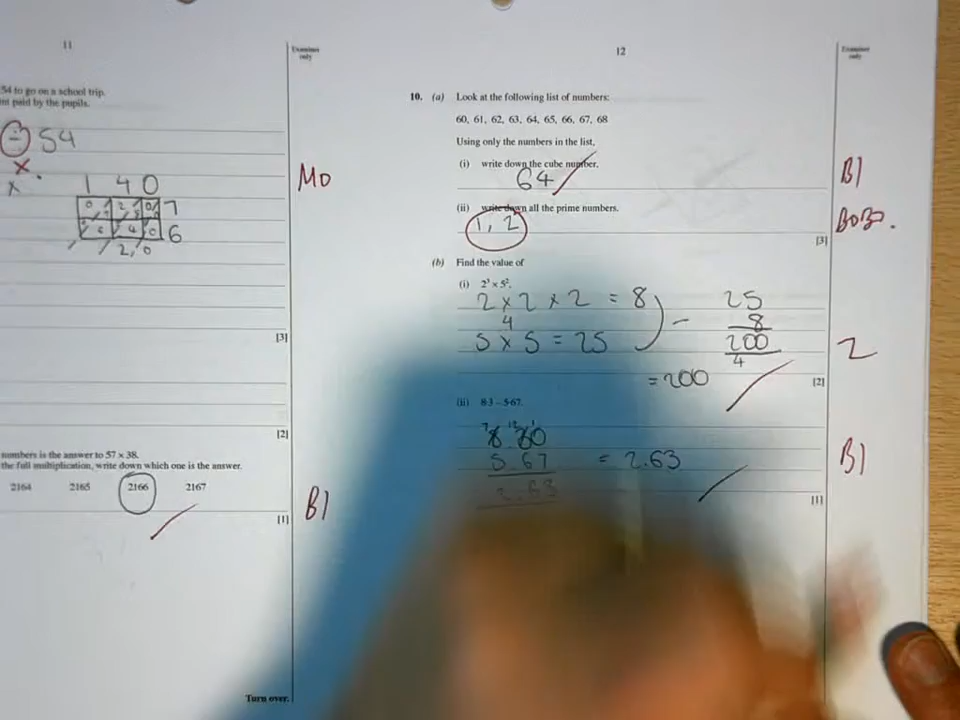 11
Examiner only
54 to go on a school trip.
nt paid by the pupils.
÷ 54
×
×
1 4 0
7
6
2,0
M0
[3]
[2]
numbers is the answer to 57 × 38.
the full multiplication, write down which one is the answer.
2164 2165 2166 2167
[1]
B1
Turn over.
12
Examiner only
10. (a) Look at the following list of numbers:
60, 61, 62, 63, 64, 65, 66, 67, 68
Using only the numbers in the list,
(i) write down the cube number.
64
B1
(ii) write down all the prime numbers.
1, 2
B0B0.
[3]
(b) Find the value of
(i) 2³ × 5².
2 × 2 × 2 = 8
4
5 × 5 = 25
25
8
200
4
= 200
[2]
2
(ii) 8·3 – 5·67.
5.67
2.63
= 2.63
[1]
B1